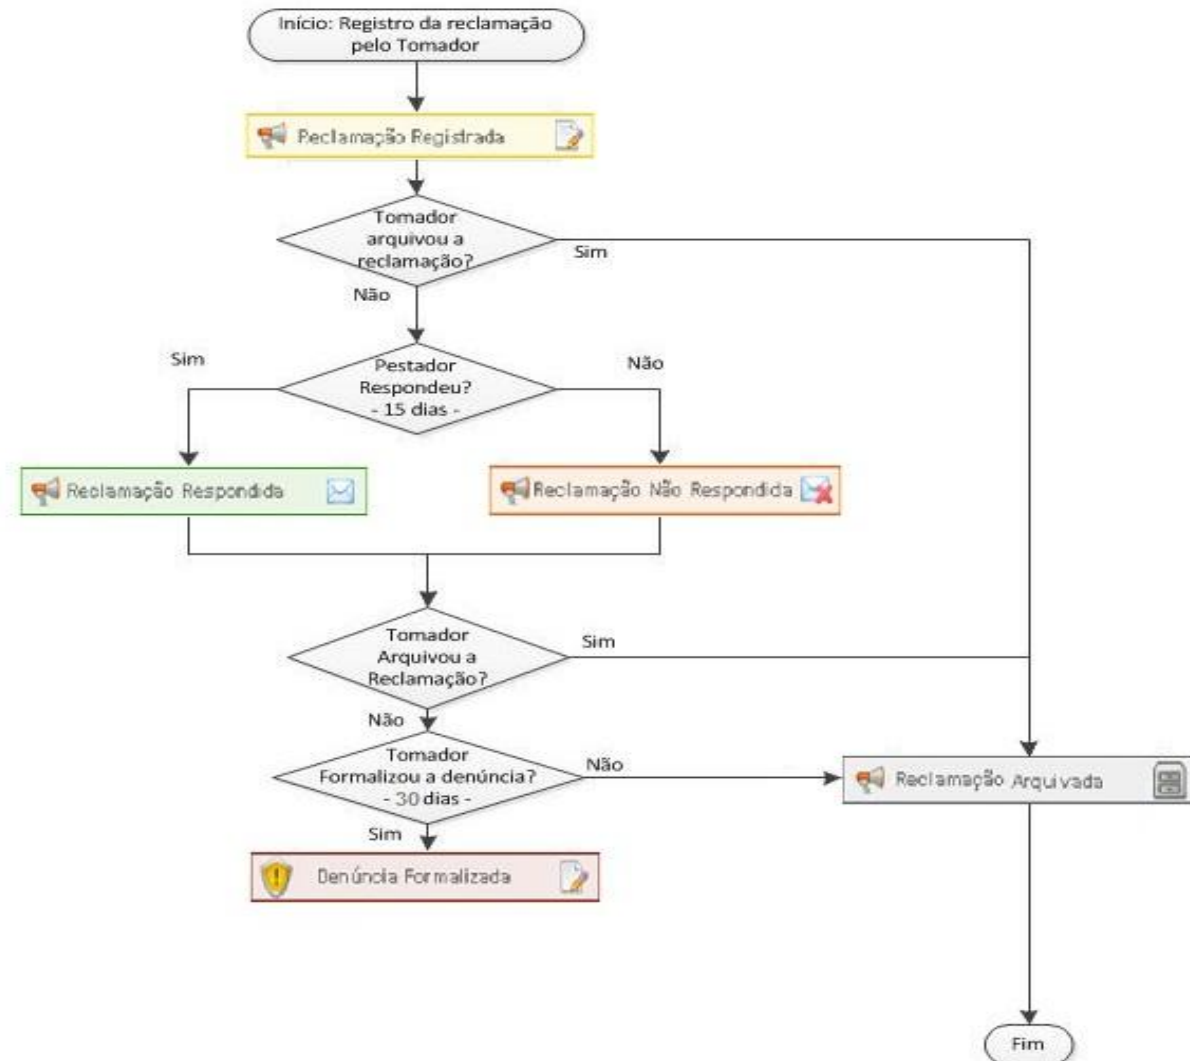 Início: Registro da reclamação
pelo Tomador
Reclamação Registrada
Tomador
arquivou a
reclamação?
Sim
Não
Sim
Pestador
Respondeu?
- 15 dias -
Não
Reclamação Respondida
Reclamação Não Respondida
Tomador
Arquivou a
Reclamação?
Sim
Não
Tomador
Formalizou a denúncia?
- 30 dias -
Não
Reclamação Arquivada
Sim
Denúncia Formalizada
Fim